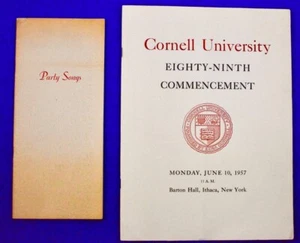 Party Songs
Cornell University
EIGHTY-NINTH
COMMENCEMENT
MONDAY, JUNE 10, 1957
11 A. M.
Barton Hall, Ithaca, New York